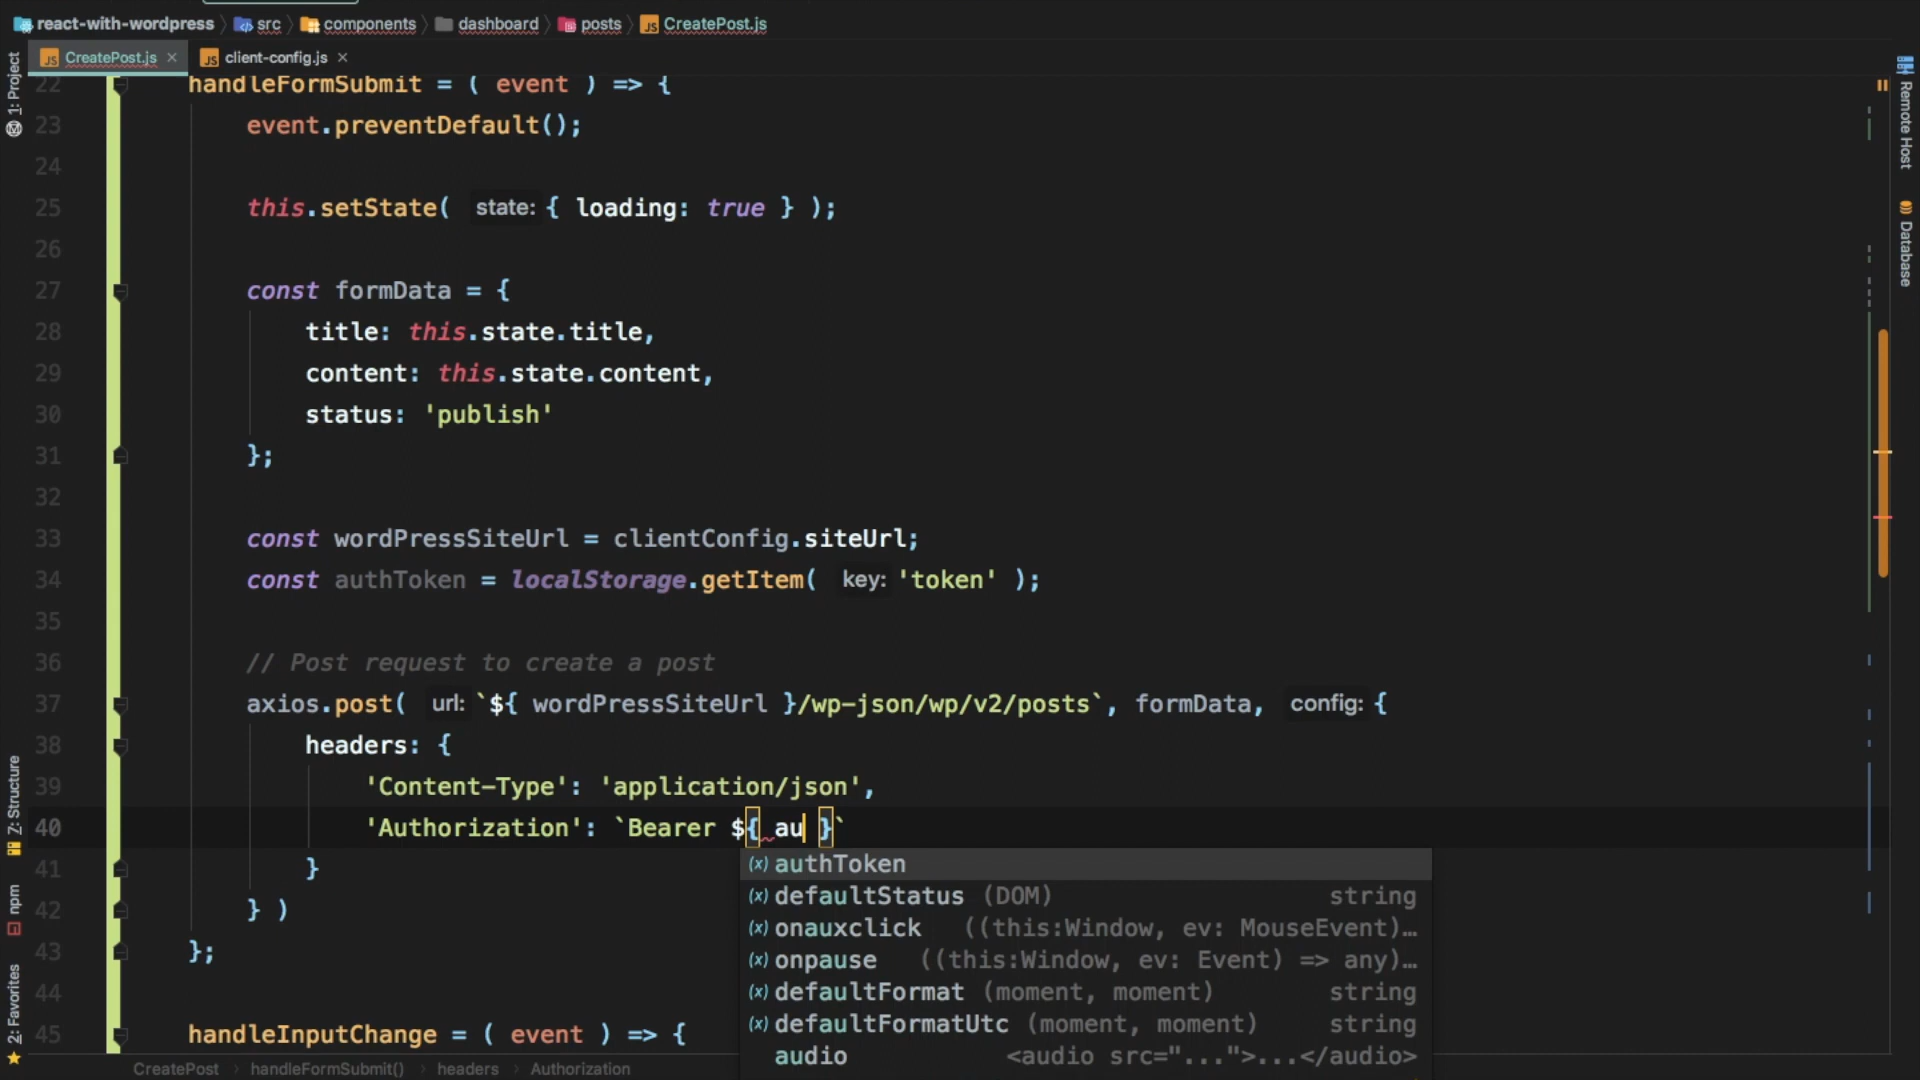 react-with-wordpress src components dashboard posts CreatePost.js
CreatePost.js client-config.js
1: Project
Remote Host
Database
Z: Structure
npm
2: Favorites
22 handleFormSubmit = ( event ) => {
23 event.preventDefault();
24
25 this.setState( state: { loading: true } );
26
27 const formData = {
28 title: this.state.title,
29 content: this.state.content,
30 status: 'publish'
31 };
32
33 const wordPressSiteUrl = clientConfig.siteUrl;
34 const authToken = localStorage.getItem( key: 'token' );
35
36 // Post request to create a post
37 axios.post( url: `${ wordPressSiteUrl }/wp-json/wp/v2/posts`, formData, config: {
38 headers: {
39 'Content-Type': 'application/json',
40 'Authorization': `Bearer ${ au }`
41 }
42 } )
43 };
44
45 handleInputChange = ( event ) => {
(x) authToken
(x) defaultStatus (DOM) string
(x) onauxclick ((this:Window, ev: MouseEvent)…
(x) onpause ((this:Window, ev: Event) => any)…
(x) defaultFormat (moment, moment) string
(x) defaultFormatUtc (moment, moment) string
audio <audio src="...">...</audio>
CreatePost handleFormSubmit() headers Authorization